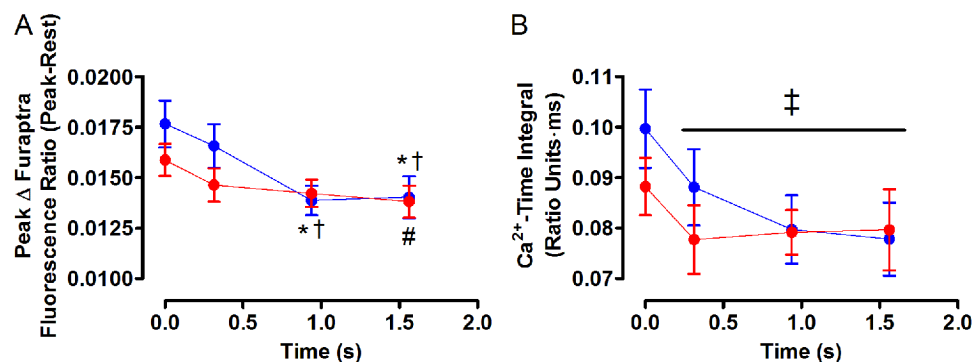 A
Peak Δ Furaptra
Fluorescence Ratio (Peak-Rest)
0.0200
0.0175
0.0150
0.0125
0.0100
*†
*†
#
0.0 0.5 1.0 1.5 2.0
Time (s)
B
Ca²⁺-Time Integral
(Ratio Units·ms)
0.11
0.10
0.09
0.08
0.07
‡
0.0 0.5 1.0 1.5 2.0
Time (s)